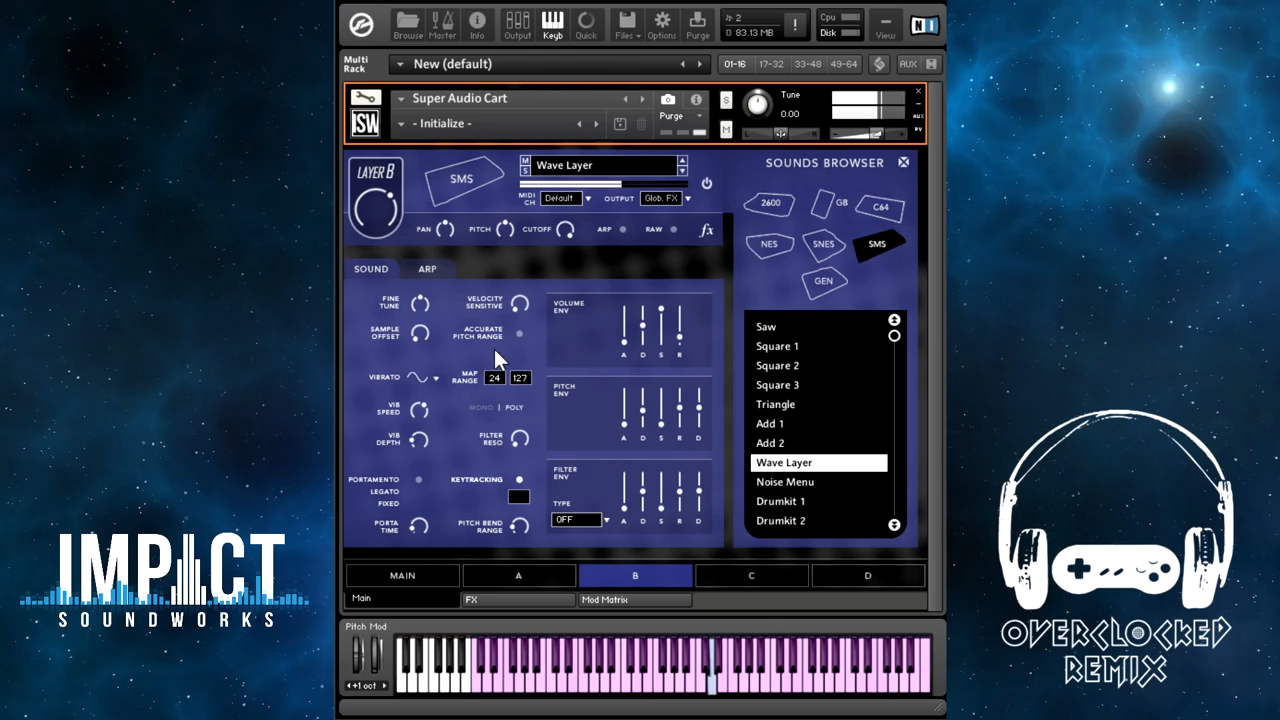 Browse Master Info Output Keyb Quick Files Options Purge 2 83.13 MB ! Cpu Disk View NI
Multi Rack New (default) 01-16 17-32 33-48 49-64 AUX
Super Audio Cart
- Initialize -
ISW
Purge
S
M
Tune
0.00
L R
AUX
PV
LAYER B
SMS
M
S
Wave Layer
MIDI CH Default OUTPUT Glob. FX
PAN PITCH CUTOFF ARP RAW fx
SOUND ARP
FINE TUNE
VELOCITY SENSITIVE
SAMPLE OFFSET
ACCURATE PITCH RANGE
VIBRATO
MAP RANGE 24 127
VIB SPEED
MONO | POLY
VIB DEPTH
FILTER RESO
PORTAMENTO
LEGATO
FIXED
KEYTRACKING
PORTA TIME
PITCH BEND RANGE
VOLUME ENV
A D S R
PITCH ENV
A D S R D
FILTER ENV
TYPE
OFF
A D S R D
SOUNDS BROWSER
2600 GB C64
NES SNES SMS
GEN
Saw
Square 1
Square 2
Square 3
Triangle
Add 1
Add 2
Wave Layer
Noise Menu
Drumkit 1
Drumkit 2
MAIN A B C D
Main FX Mod Matrix
Pitch Mod
+1 oct
IMPACT
SOUNDWORKS
OVERCLOCKED
REMIX